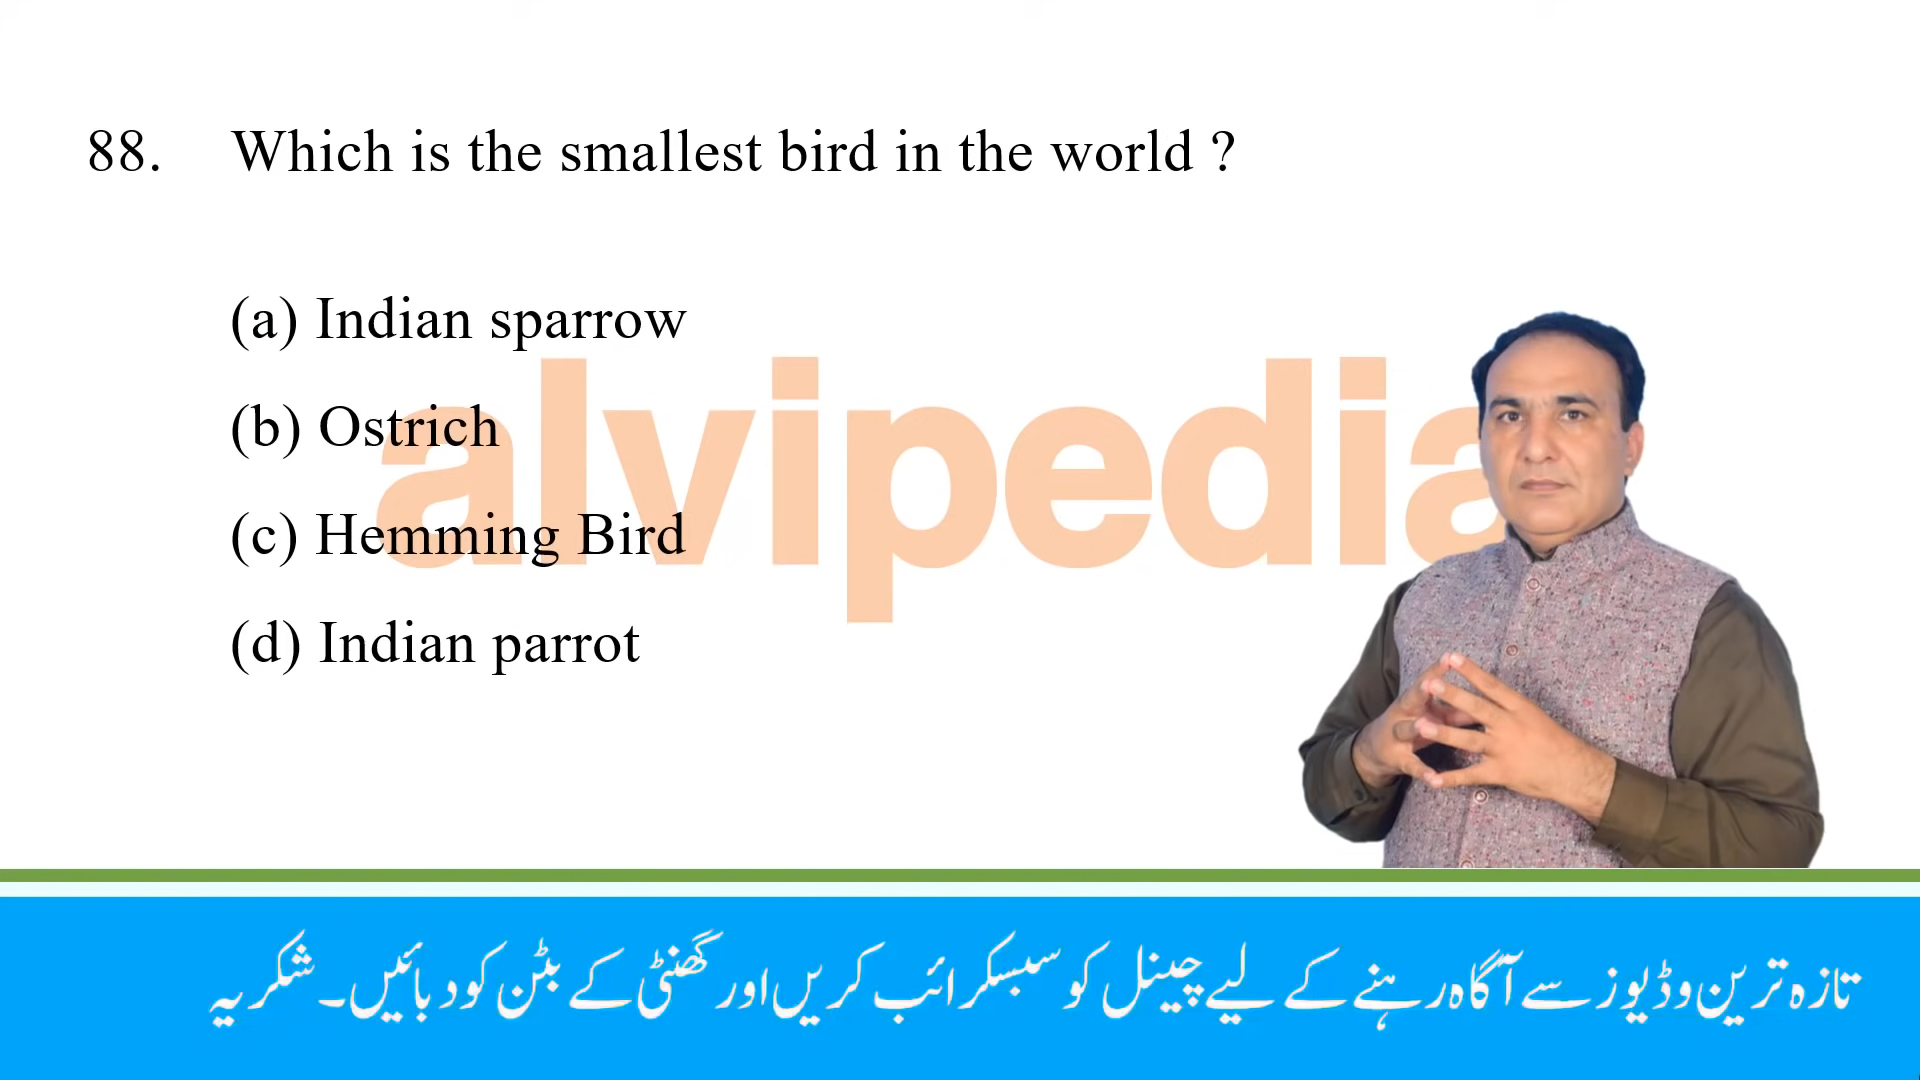 88. Which is the smallest bird in the world ?
(a) Indian sparrow
(b) Ostrich
(c) Hemming Bird
(d) Indian parrot
alvipedia
تازہ ترین وڈیوز سے آگاہ رہنے کے لیے چینل کو سبسکرائب کریں اور گھنٹی کے بٹن کو دبائیں۔ شکریہ